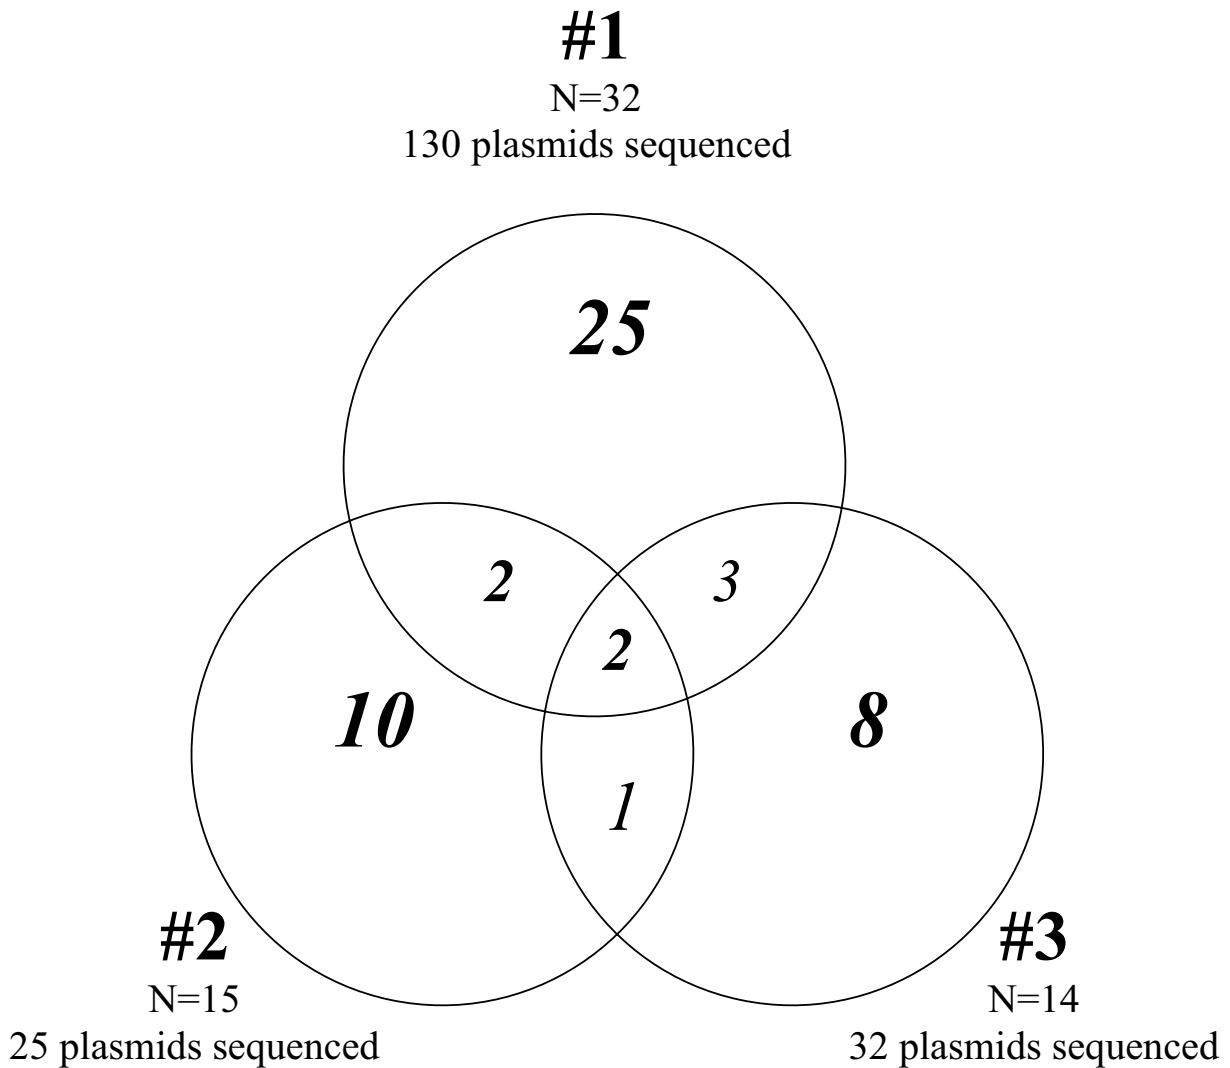 #1
N=32
130 plasmids sequenced
25
2
3
2
10
8
1
#2
N=15
25 plasmids sequenced
#3
N=14
32 plasmids sequenced